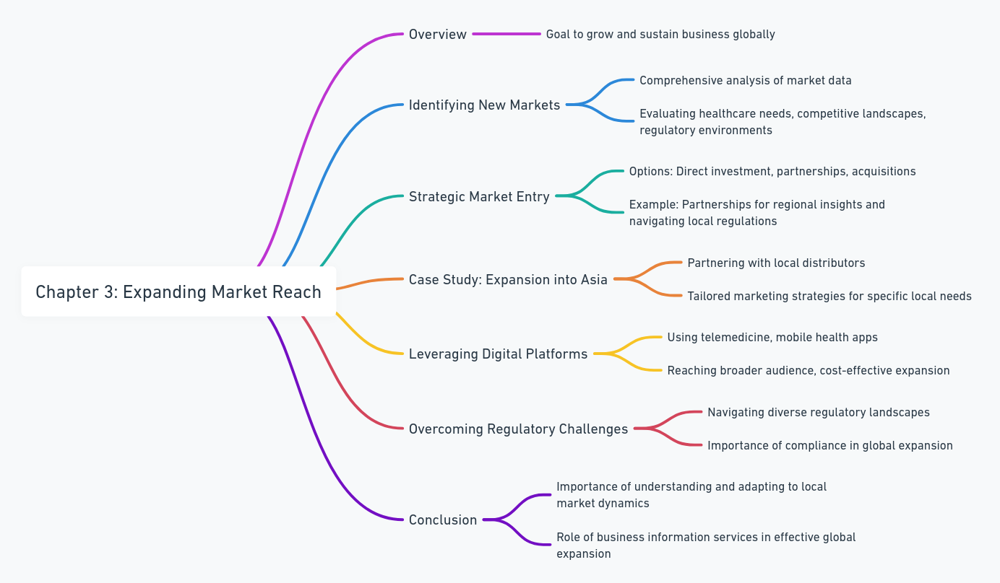 Overview
Goal to grow and sustain business globally
Identifying New Markets
Comprehensive analysis of market data
Evaluating healthcare needs, competitive landscapes,
regulatory environments
Strategic Market Entry
Options: Direct investment, partnerships, acquisitions
Example: Partnerships for regional insights and
navigating local regulations
Chapter 3: Expanding Market Reach
Case Study: Expansion into Asia
Partnering with local distributors
Tailored marketing strategies for specific local needs
Leveraging Digital Platforms
Using telemedicine, mobile health apps
Reaching broader audience, cost-effective expansion
Overcoming Regulatory Challenges
Navigating diverse regulatory landscapes
Importance of compliance in global expansion
Conclusion
Importance of understanding and adapting to local
market dynamics
Role of business information services in effective global
expansion